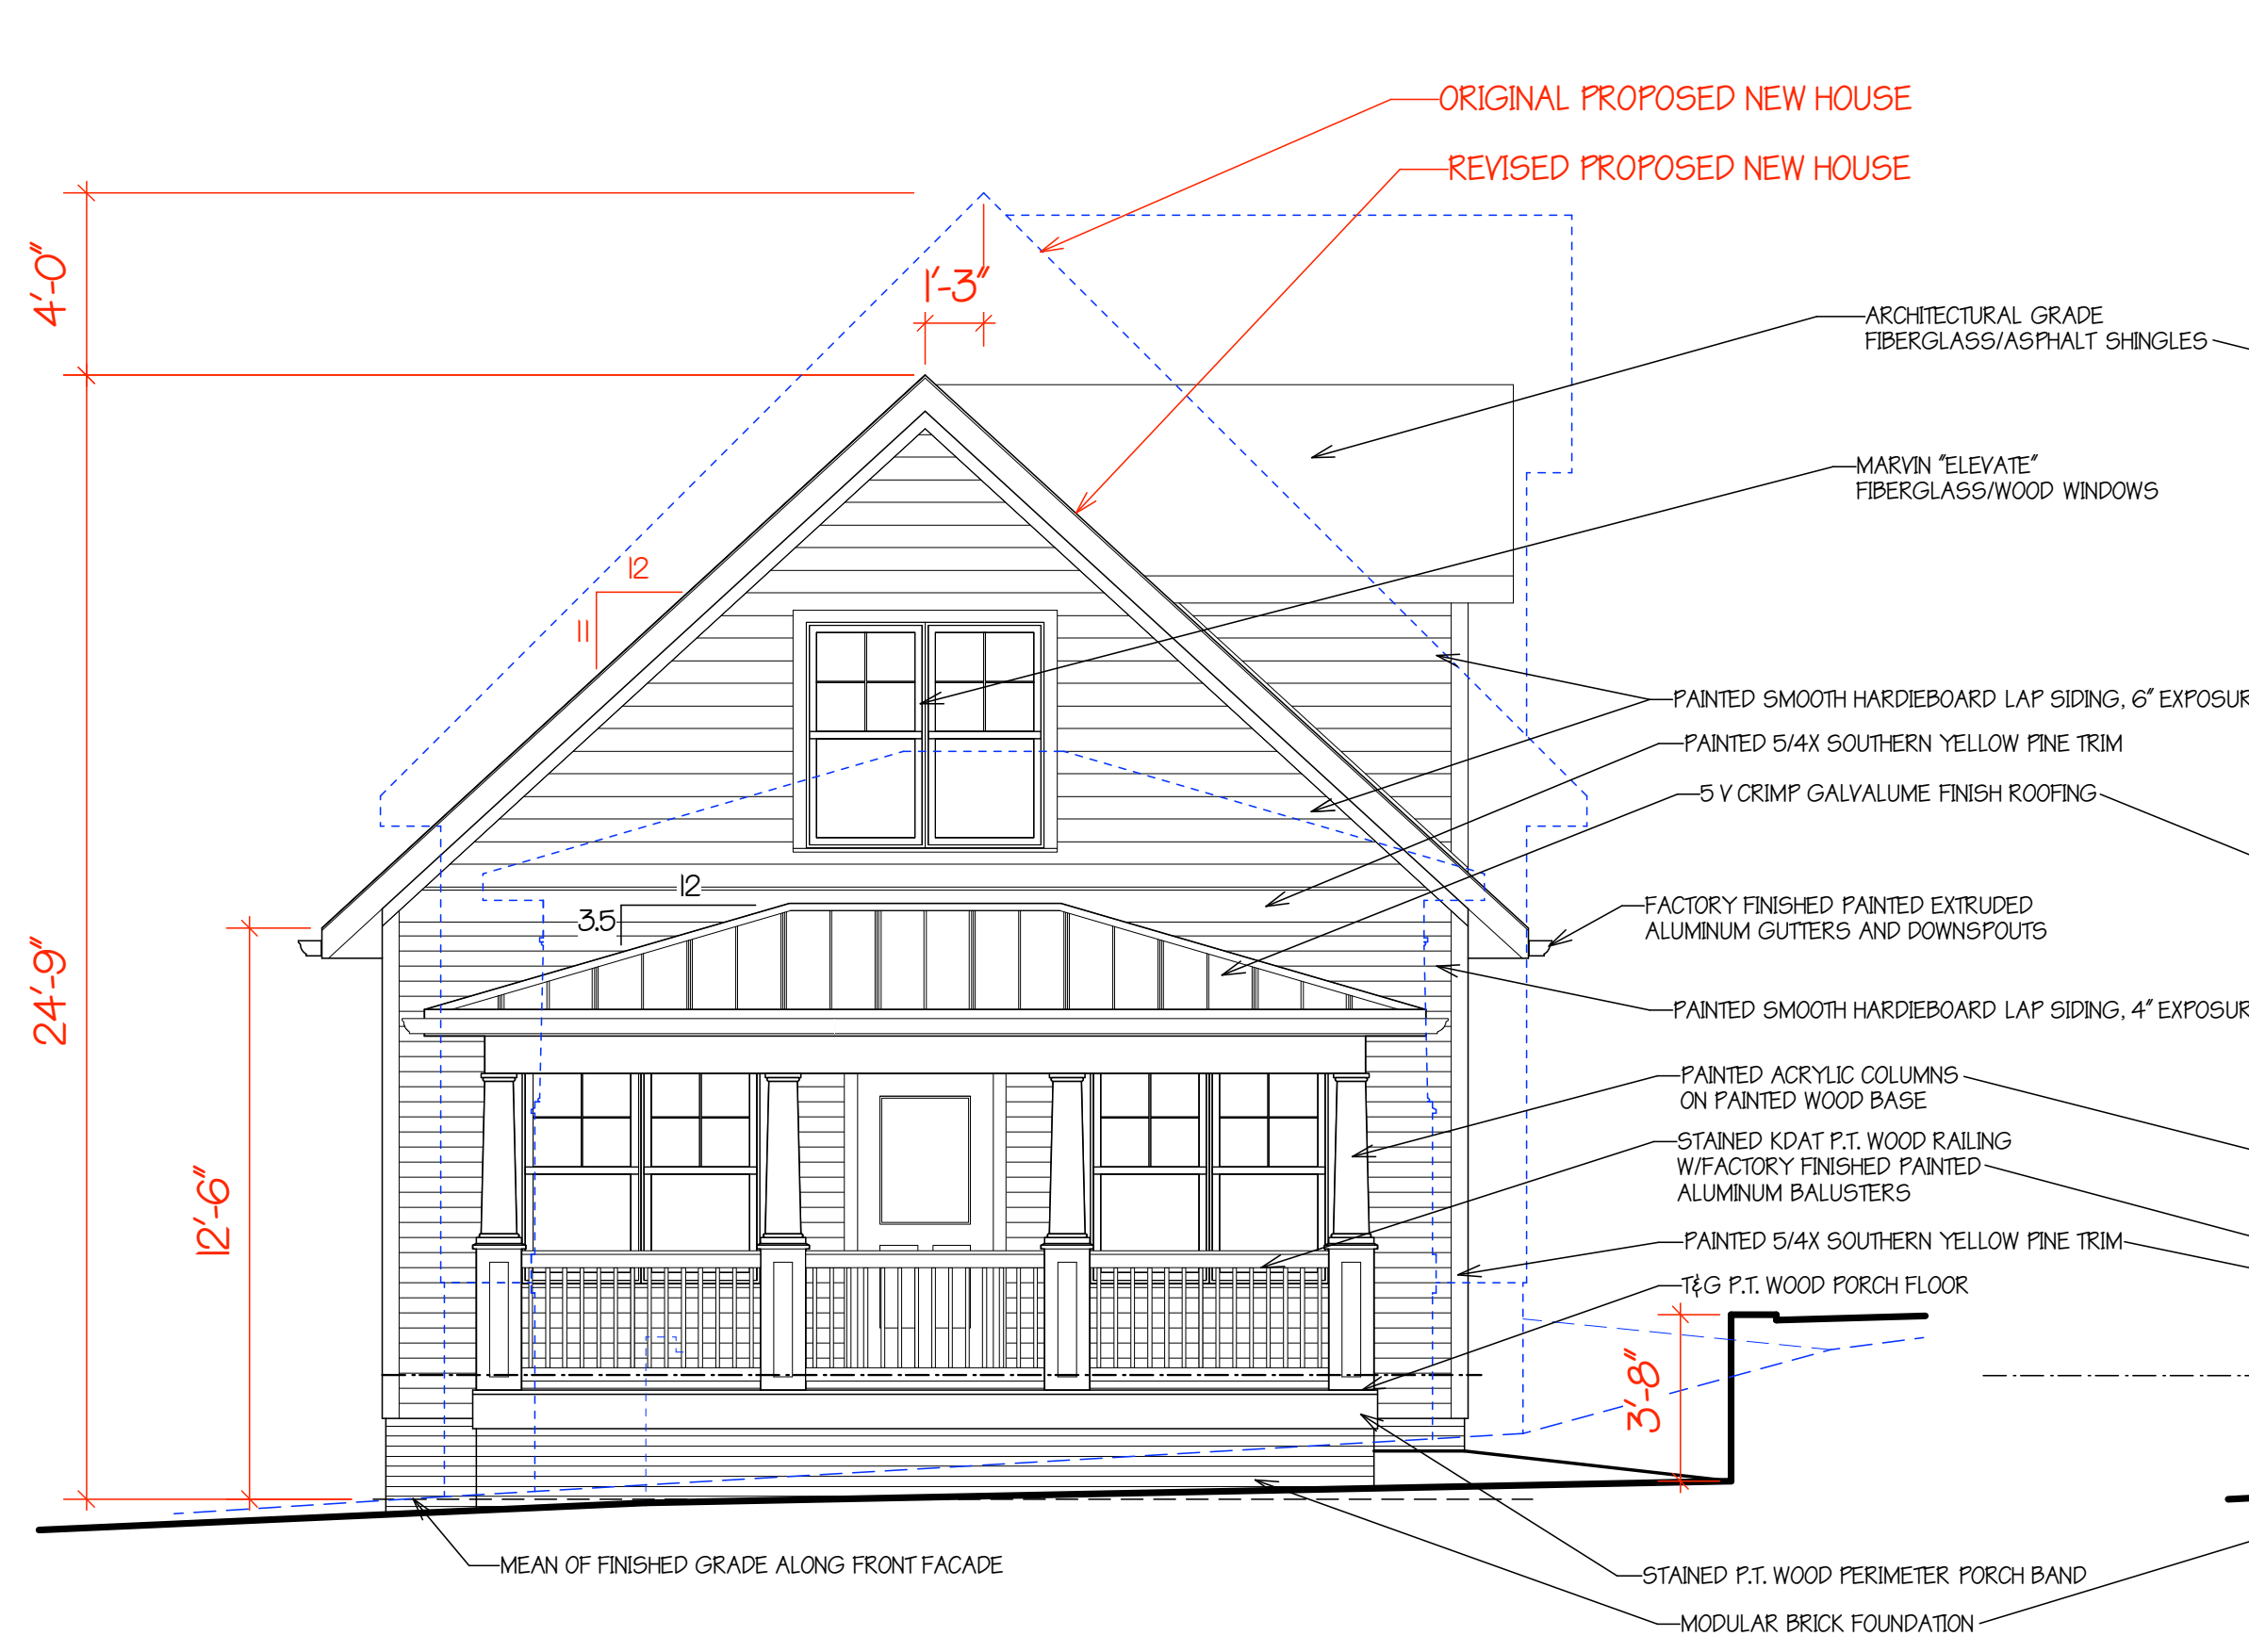 ORIGINAL PROPOSED NEW HOUSE
REVISED PROPOSED NEW HOUSE
4'-0"
1'-3"
ARCHITECTURAL GRADE
FIBERGLASS/ASPHALT SHINGLES
MARVIN "ELEVATE"
FIBERGLASS/WOOD WINDOWS
12
11
PAINTED SMOOTH HARDIEBOARD LAP SIDING, 6" EXPOSUR
PAINTED 5/4X SOUTHERN YELLOW PINE TRIM
5 V CRIMP GALVALUME FINISH ROOFING
12
3.5
FACTORY FINISHED PAINTED EXTRUDED
ALUMINUM GUTTERS AND DOWNSPOUTS
24'-9"
PAINTED SMOOTH HARDIEBOARD LAP SIDING, 4" EXPOSUR
PAINTED ACRYLIC COLUMNS
ON PAINTED WOOD BASE
STAINED KDAT P.T. WOOD RAILING
W/FACTORY FINISHED PAINTED
ALUMINUM BALUSTERS
12'-6"
PAINTED 5/4X SOUTHERN YELLOW PINE TRIM
T&G P.T. WOOD PORCH FLOOR
3'-8"
MEAN OF FINISHED GRADE ALONG FRONT FACADE
STAINED P.T. WOOD PERIMETER PORCH BAND
MODULAR BRICK FOUNDATION